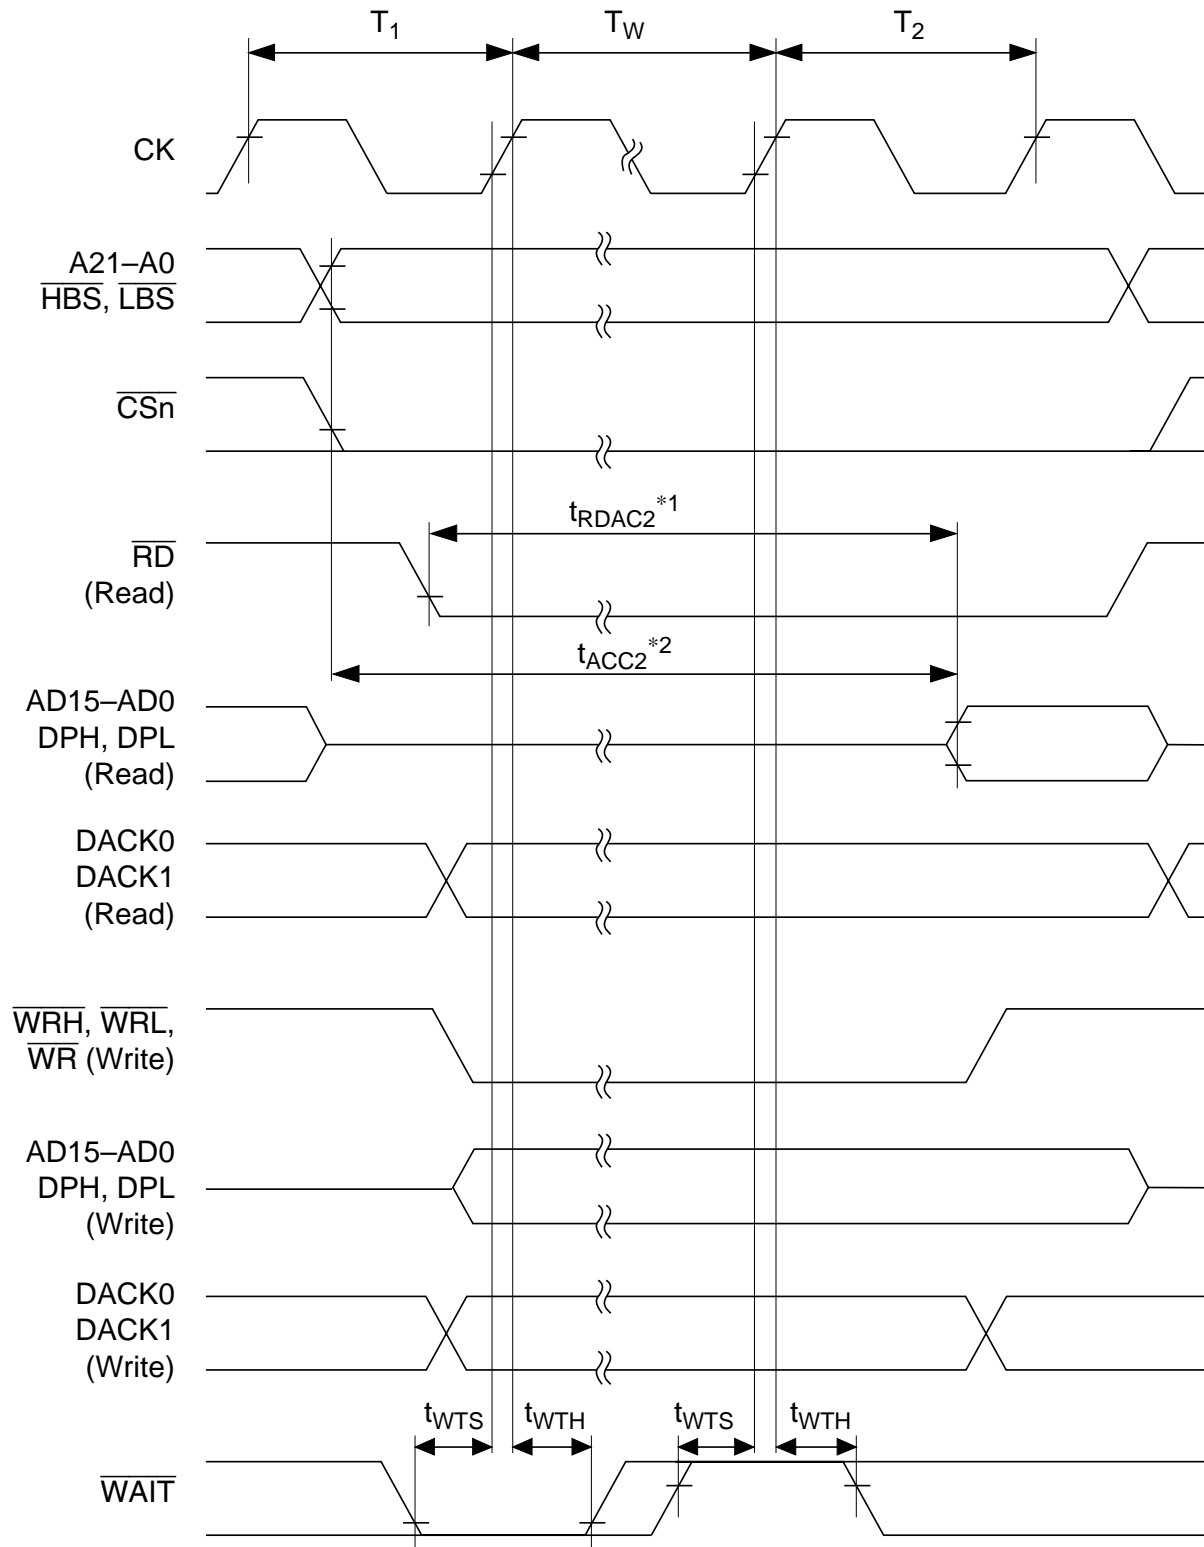 T1 TW T2
CK
A21–A0
HBS, LBS
CSn
tRDAC2*1
RD
(Read)
tACC2*2
AD15–AD0
DPH, DPL
(Read)
DACK0
DACK1
(Read)
WRH, WRL,
WR (Write)
AD15–AD0
DPH, DPL
(Write)
DACK0
DACK1
(Write)
tWTS tWTH tWTS tWTH
WAIT